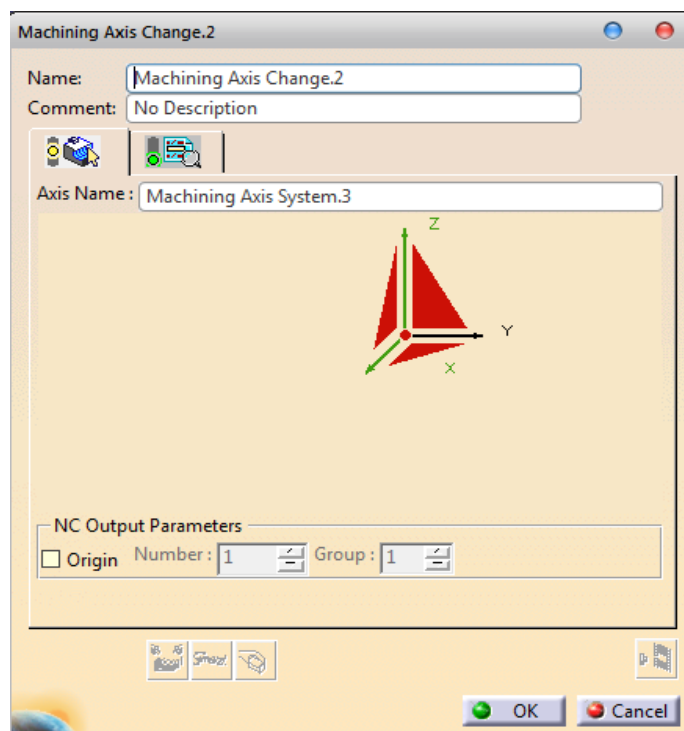 Machining Axis Change.2
Name: Machining Axis Change.2
Comment: No Description
Axis Name : Machining Axis System.3
Z
Y
X
NC Output Parameters
Origin Number : 1 Group : 1
OK Cancel